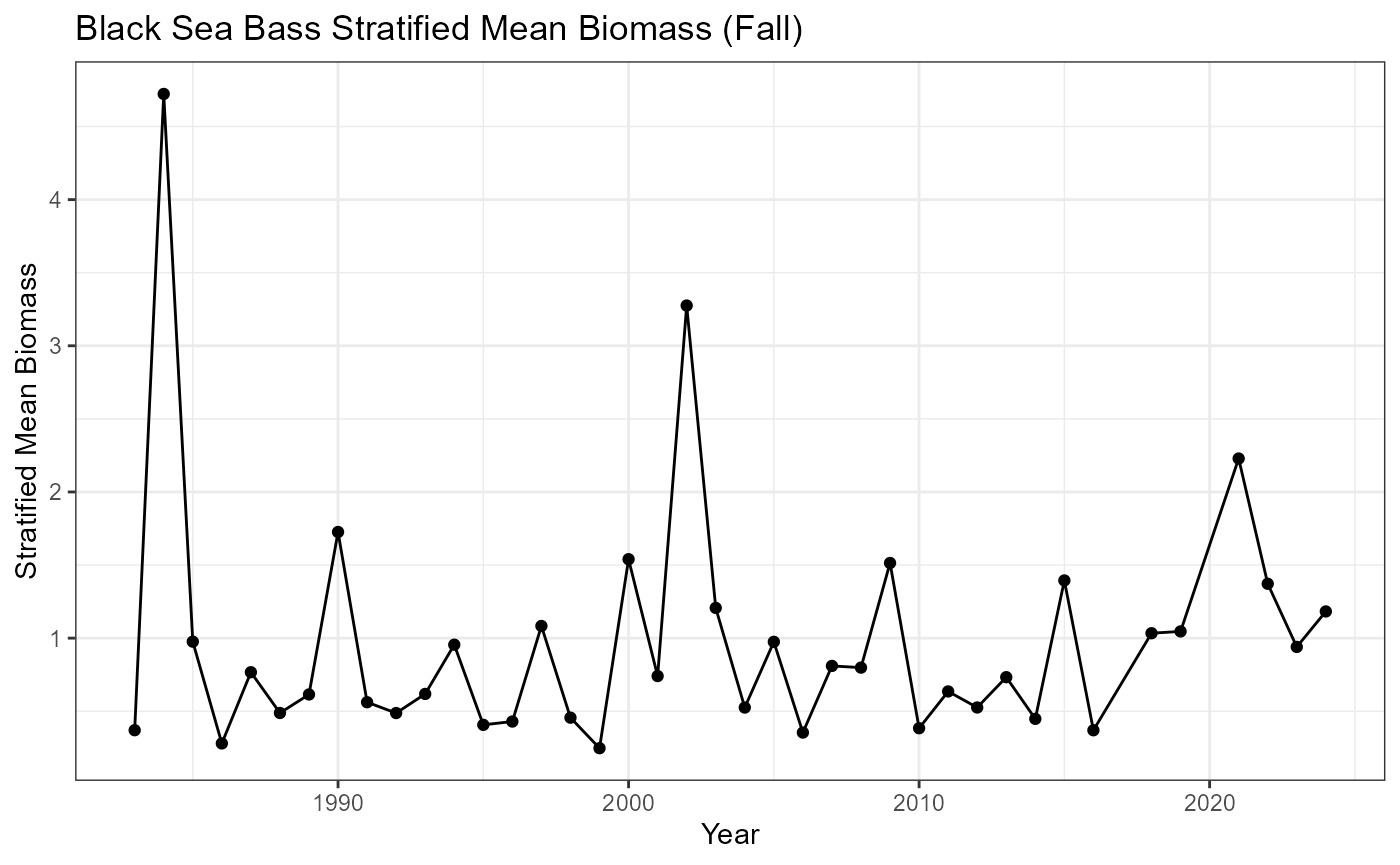 Black Sea Bass Stratified Mean Biomass (Fall)
Stratified Mean Biomass
4
3
2
1
1990
2000
2010
2020
Year